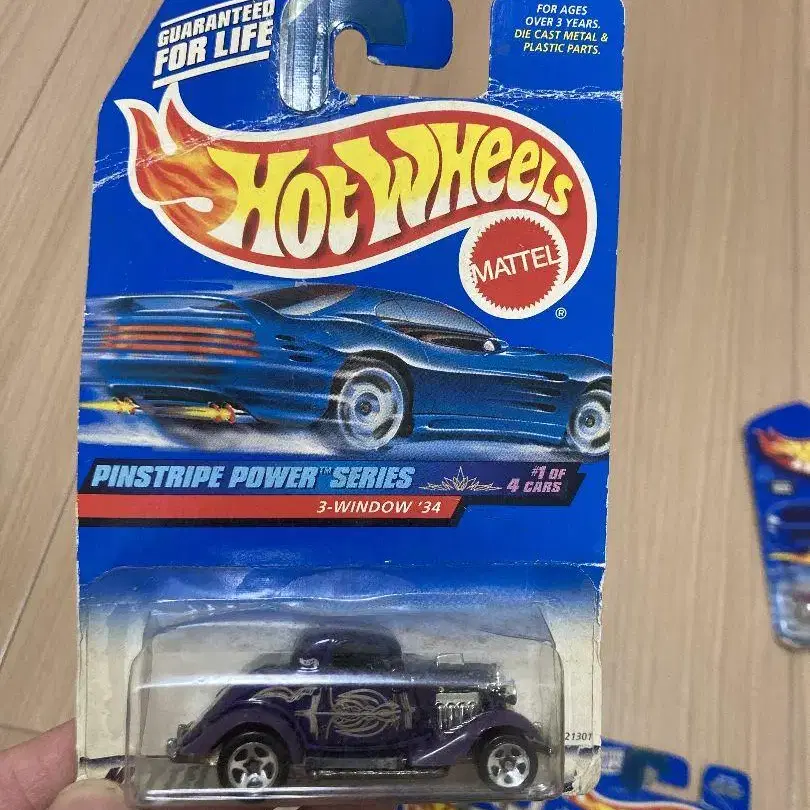 GUARANTEED
FOR LIFE
FOR AGES
OVER 3 YEARS.
DIE CAST METAL &
PLASTIC PARTS.
HOT WHEELS
MATTEL
®
PINSTRIPE POWER™ SERIES
#1 OF
4 CARS
3-WINDOW '34
21301